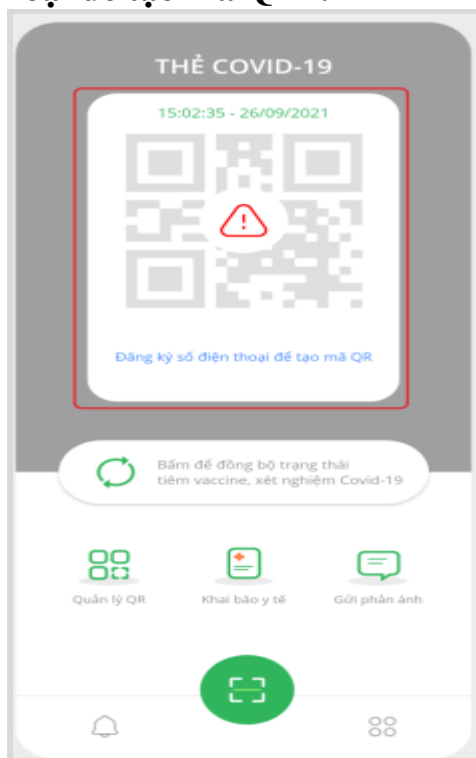 THẺ COVID-19
15:02:35 - 26/09/2021
Đăng ký số điện thoại để tạo mã QR
Bấm để đồng bộ trạng thái
tiêm vaccine, xét nghiệm Covid-19
Quản lý QR
Khai báo y tế
Gửi phản ánh